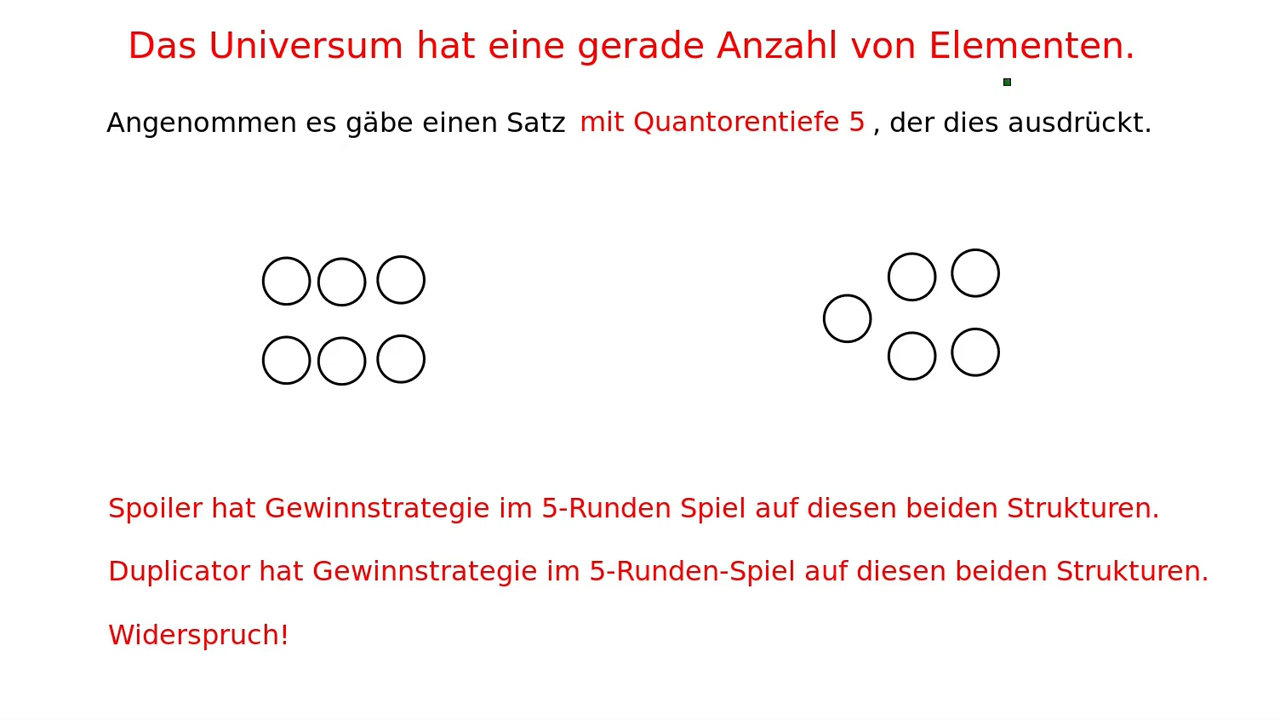 Das Universum hat eine gerade Anzahl von Elementen.
Angenommen es gäbe einen Satz mit Quantorentiefe 5 , der dies ausdrückt.
Spoiler hat Gewinnstrategie im 5-Runden Spiel auf diesen beiden Strukturen.
Duplicator hat Gewinnstrategie im 5-Runden-Spiel auf diesen beiden Strukturen.
Widerspruch!